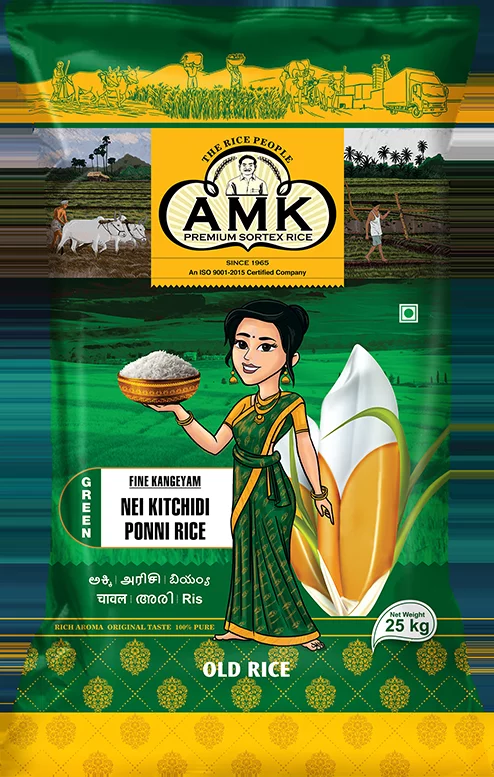 THE RICE PEOPLE
AMK
PREMIUM SORTEX RICE
SINCE 1965
An ISO 9001-2015 Certified Company
GREEN
FINE KANGEYAM
NEI KITCHIDI
PONNI RICE
ಅಕ್ಕಿ | அரிசி | బియ్యం
चावल | അരി | Ris
RICH AROMA ORIGINAL TASTE 100% PURE
Net Weight
25 kg
OLD RICE